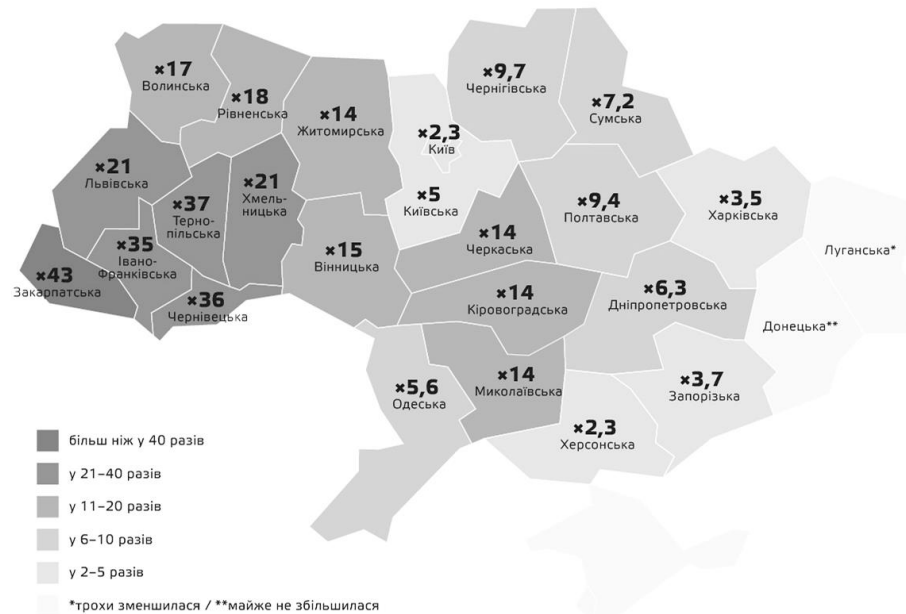 ×17
Волинська
×18
Рівненська
×14
Житомирська
×2,3
Київ
×9,7
Чернігівська
×7,2
Сумська
×21
Львівська
×37
Терно-
пільська
×21
Хмель-
ницька
×5
Київська
×9,4
Полтавська
×3,5
Харківська
Луганська*
×35
Івано-
Франківська
×15
Вінницька
×14
Черкаська
×43
Закарпатська
×36
Чернівецька
×14
Кіровоградська
×6,3
Дніпропетровська
Донецька**
×5,6
Одеська
×14
Миколаївська
×3,7
Запорізька
×2,3
Херсонська
більш ніж у 40 разів
у 21–40 разів
у 11–20 разів
у 6–10 разів
у 2–5 разів
*трохи зменшилася / **майже не збільшилася